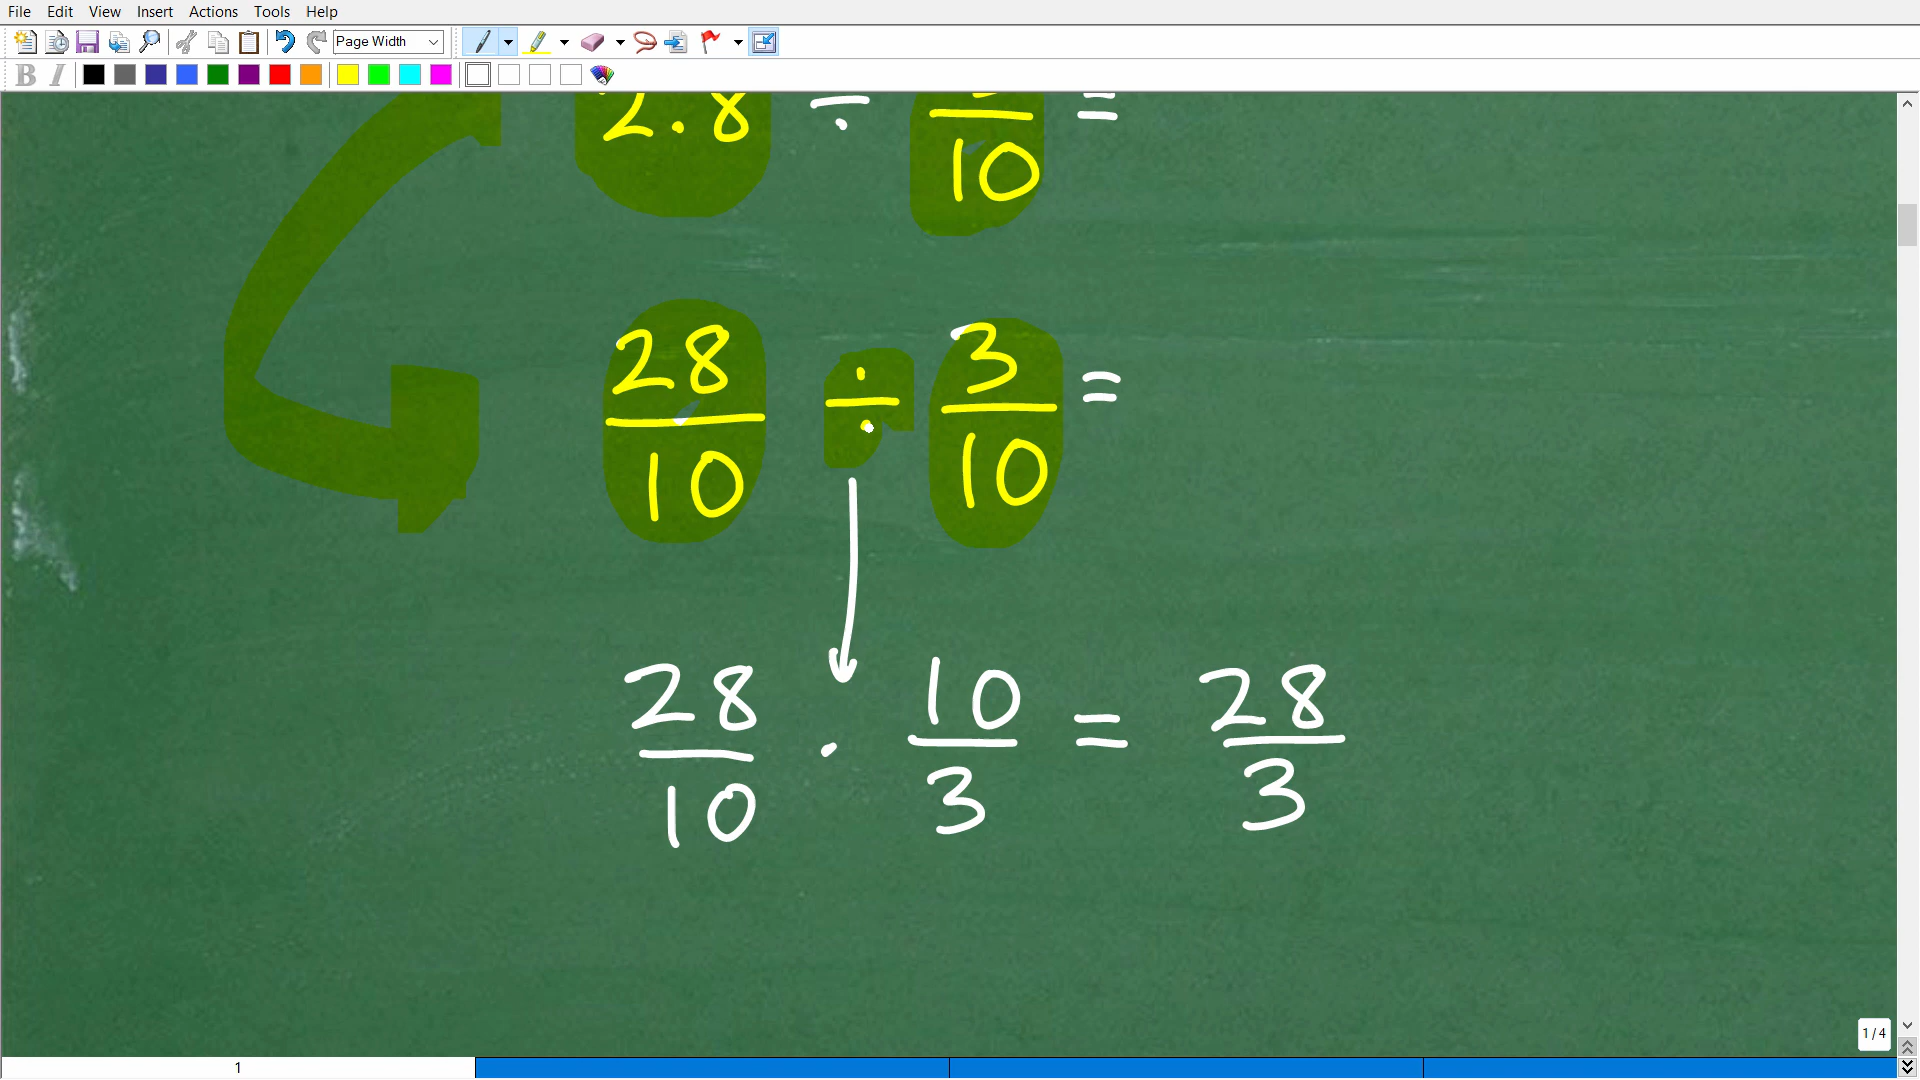 File Edit View Insert Actions Tools Help
Page Width
B I
2.8 ÷ /10 =
28/10 ÷ 3/10 =
28/10 · 10/3 = 28/3
1 / 4
1